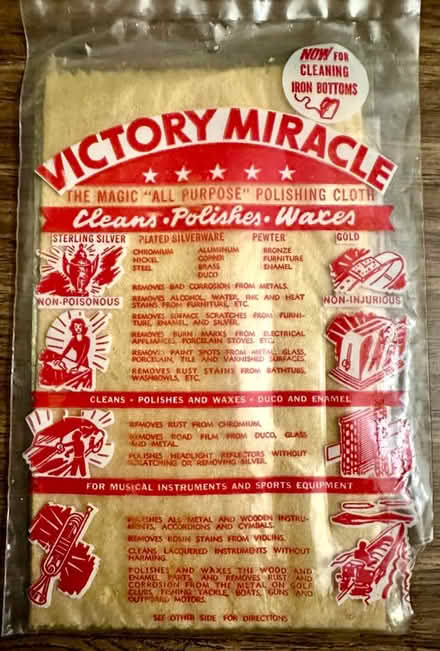 NOW FOR
CLEANING
IRON BOTTOMS
VICTORY MIRACLE
THE MAGIC "ALL PURPOSE" POLISHING CLOTH
Cleans · Polishes · Waxes
STERLING SILVER PLATED SILVERWARE PEWTER GOLD
CHROMIUM ALUMINUM BRONZE
NICKEL COPPER FURNITURE
STEEL BRASS ENAMEL
DUCO
NON-POISONOUS NON-INJURIOUS
REMOVES BAD CORROSION FROM METALS.
REMOVES ALCOHOL, WATER, INK AND HEAT
STAINS FROM FURNITURE, ETC.
REMOVES SURFACE SCRATCHES FROM FURNI-
TURE, ENAMEL, AND SILVER.
REMOVES BURN MARKS FROM ELECTRICAL
APPLIANCES, PORCELAIN STOVES ETC.
REMOVES PAINT SPOTS FROM METAL, GLASS,
PORCELAIN, TILE AND VARNISHED SURFACES.
REMOVES RUST STAINS FROM BATHTUBS,
WASHBOWLS, ETC.
CLEANS · POLISHES AND WAXES · DUCO AND ENAMEL
REMOVES RUST FROM CHROMIUM.
REMOVES ROAD FILM FROM DUCO, GLASS
AND METAL.
POLISHES HEADLIGHT REFLECTORS WITHOUT
SCRATCHING OR REMOVING SILVER.
FOR MUSICAL INSTRUMENTS AND SPORTS EQUIPMENT
POLISHES ALL METAL AND WOODEN INSTRU-
MENTS, ACCORDIONS AND CYMBALS.
REMOVES ROSIN STAINS FROM VIOLINS.
CLEANS LACQUERED INSTRUMENTS WITHOUT
HARMING.
POLISHES AND WAXES THE WOOD AND
ENAMEL PARTS AND REMOVES RUST AND
CORROSION FROM THE METAL ON GOLF
CLUBS, FISHING TACKLE, BOATS, GUNS AND
OUTBOARD MOTORS.
SEE OTHER SIDE FOR DIRECTIONS